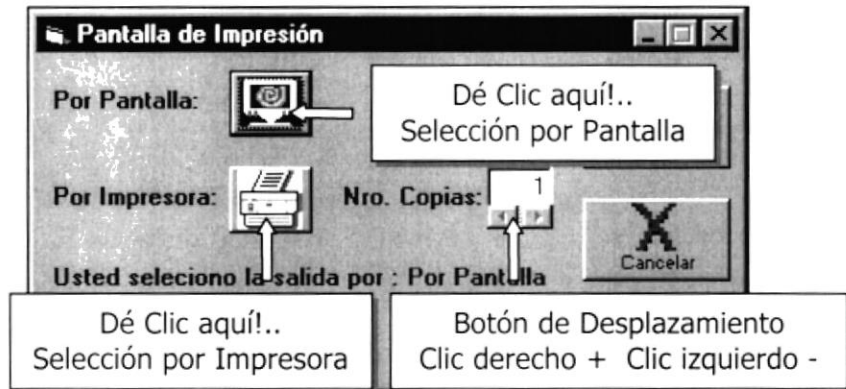 Pantalla de Impresión
Por Pantalla:
Dé Clic aquí!..
Selección por Pantalla
Por Impresora:
Nro. Copias:
1
Cancelar
Usted seleciono la salida por : Por Pantalla
Dé Clic aquí!..
Selección por Impresora
Botón de Desplazamiento
Clic derecho + Clic izquierdo -